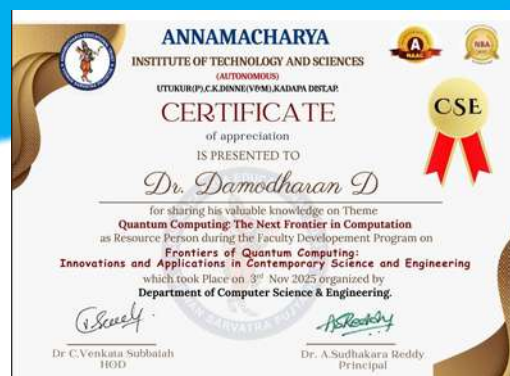 ANNAMACHARYA
INSTITUTE OF TECHNOLOGY AND SCIENCES
(AUTONOMOUS)
UTUKUR(P),C.K.DINNE(V&M),KADAPA DIST,AP.
NAAC
A
NBA
CERTIFICATE
CSE
of appreciation
IS PRESENTED TO
Dr. Damodharan D
for sharing his valuable knowledge on Theme
Quantum Computing: The Next Frontier in Computation
as Resource Person during the Faculty Developement Program on
Frontiers of Quantum Computing:
Innovations and Applications in Contemporary Science and Engineering
which took Place on 3rd Nov 2025 organized by
Department of Computer Science & Engineering.
Dr C.Venkata Subbaiah
HOD
Dr. A.Sudhakara Reddy
Principal